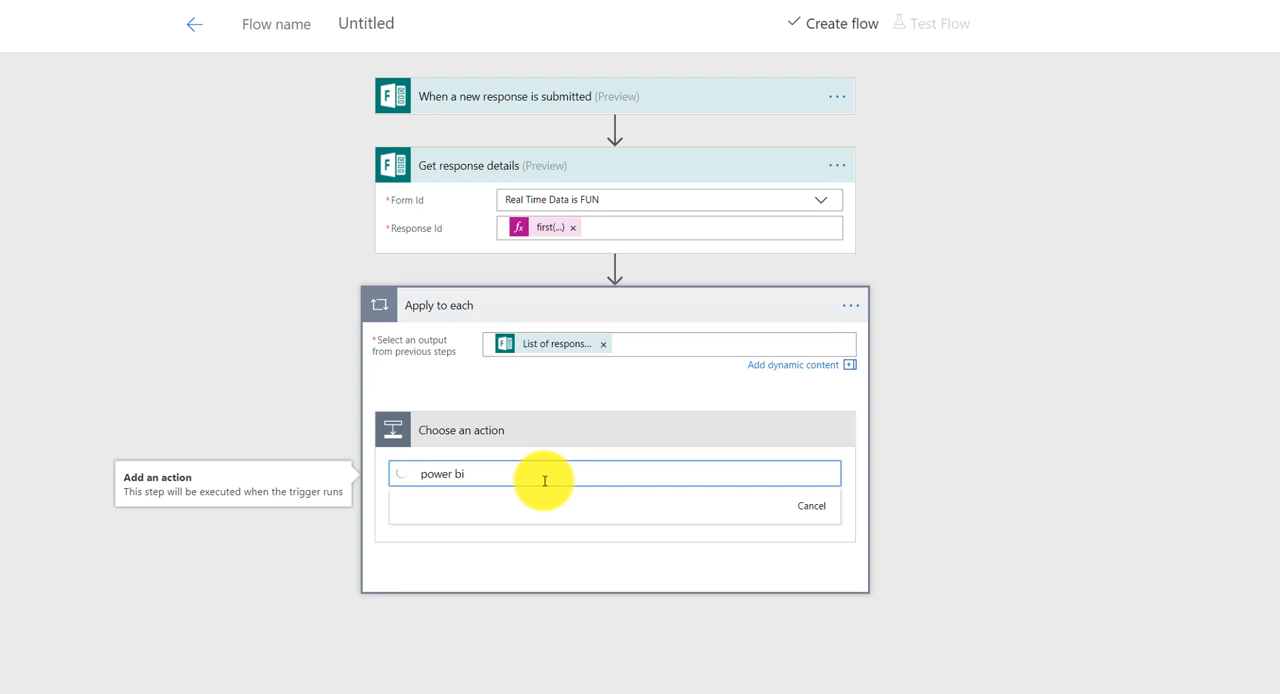 Flow name Untitled Create flow Test Flow
When a new response is submitted (Preview) ...
Get response details (Preview) ...
*Form Id Real Time Data is FUN
*Response Id fx first(...) ×
Apply to each ...
*Select an output
from previous steps
F List of respons... ×
Add dynamic content +
Choose an action
power bi
Cancel
Add an action
This step will be executed when the trigger runs